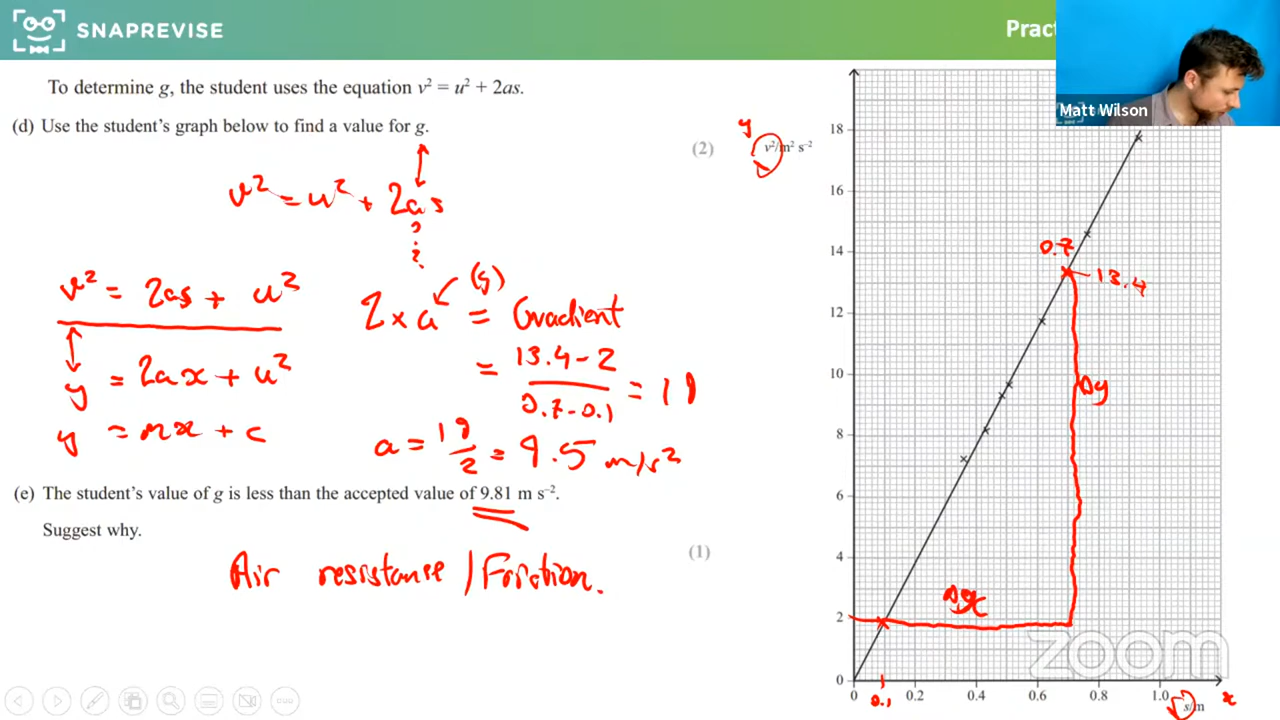 SNAPREVISE
Matt Wilson
To determine g, the student uses the equation v² = u² + 2as.
(d) Use the student's graph below to find a value for g.
(2)
v² = u² + 2as
?
v² = 2as + u²
y = 2ax + u²
y = mx + c
(g)
2 × a = Gradient
= 13.4 - 2
0.7 - 0.1
= 19
a = 19/2 = 9.5 m/s²
(e) The student's value of g is less than the accepted value of 9.81 m s⁻².
Suggest why.
(1)
Air resistance / Friction.
y
v²/m² s⁻²
18
16
14
12
10
8
6
4
2
0
0.7
13.4
Δy
Δx
0 0.2 0.4 0.6 0.8 1.0
0.1
s/m
x
zoom